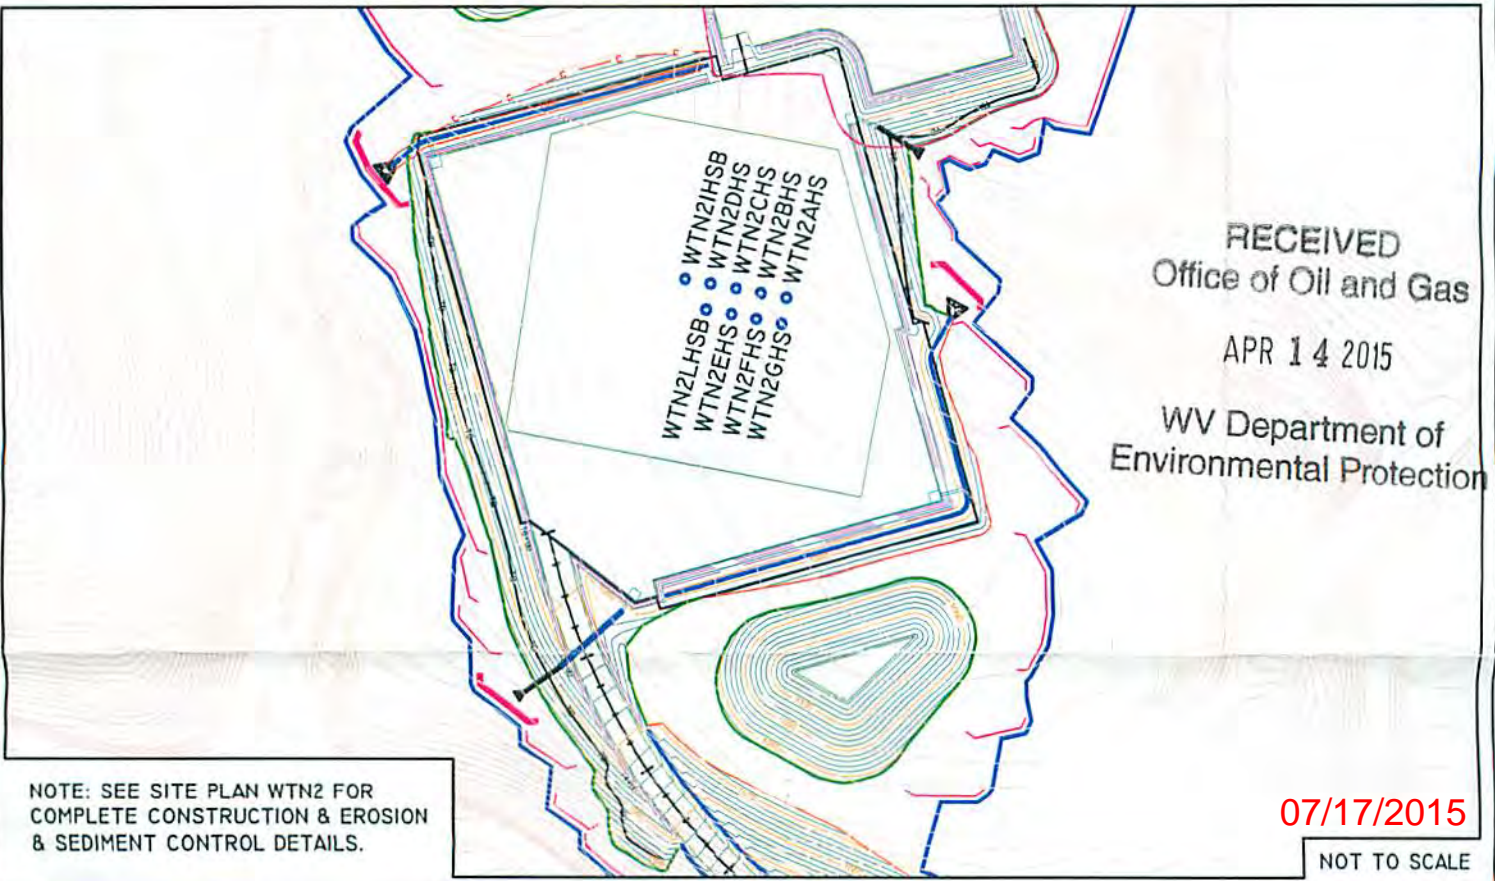 WTN2IHSB
WTN2DHS
WTN2CHS
WTN2BHS
WTN2AHS
WTN2LHSB
WTN2EHS
WTN2FHS
WTN2GHS
RECEIVED
Office of Oil and Gas
APR 14 2015
WV Department of
Environmental Protection
NOTE: SEE SITE PLAN WTN2 FOR
COMPLETE CONSTRUCTION & EROSION
& SEDIMENT CONTROL DETAILS.
07/17/2015
NOT TO SCALE